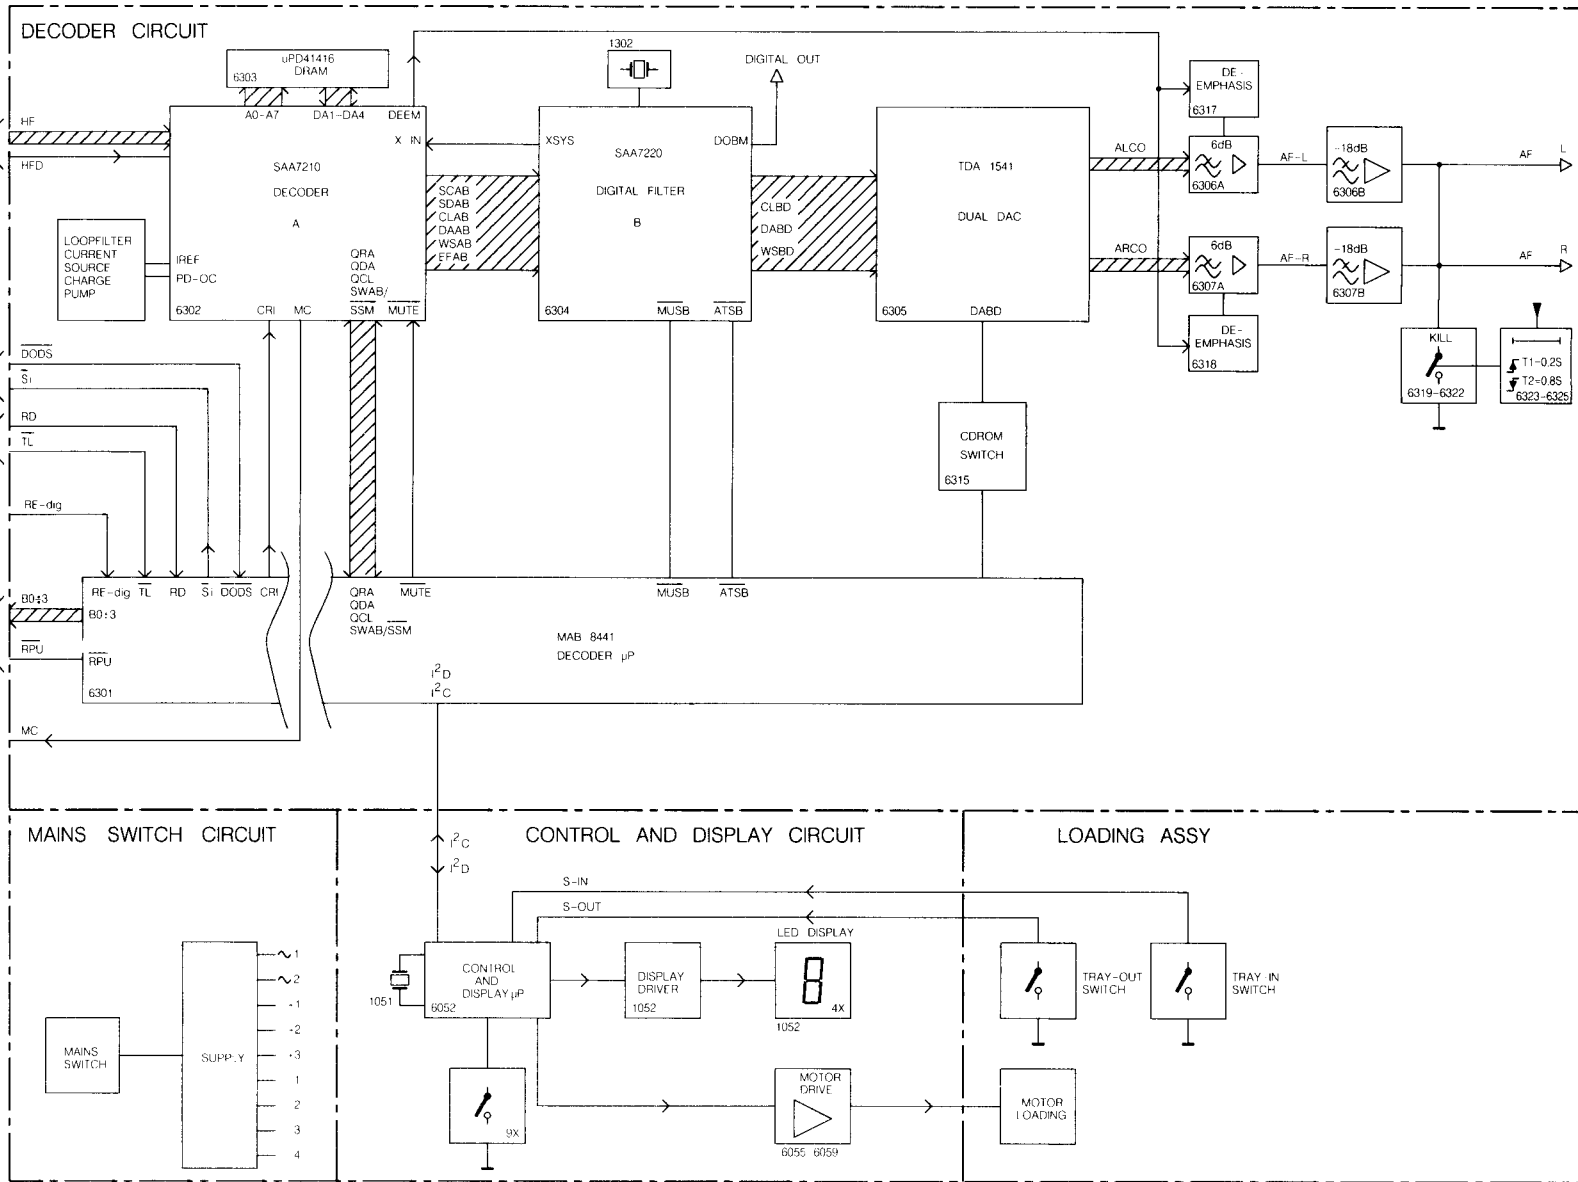 DECODER CIRCUIT
uPD41416
DRAM
6303
A0-A7
DA1-DA4
DEEM
1302
DIGITAL OUT
DE-
EMPHASIS
6317
HF
HFD
X IN
SAA7210
DECODER
A
SCAB
SDAB
CLAB
DAAB
WSAB
EFAB
XSYS
DOBM
SAA7220
DIGITAL FILTER
B
CLBD
DABD
WSBD
TDA 1541
DUAL DAC
ALCO
ARCO
6dB
6306A
AF-L
-18dB
6306B
AF
L
6dB
6307A
AF-R
-18dB
6307B
AF
R
LOOPFILTER
CURRENT
SOURCE
CHARGE
PUMP
IREF
PD-OC
QRA
QDA
QCL
SWAB/
SSM
MUTE
6302
CRI
MC
6304
MUSB
ATSB
6305
DABD
DE-
EMPHASIS
6318
KILL
6319-6322
T1-0.2S
T2=0.8S
6323-6325
DODS
Si
RD
TL
RE-dig
CDROM
SWITCH
6315
B0÷3
RPU
RE-dig
TL
RD
Si
DODS
CRI
B0÷3
RPU
6301
QRA
QDA
QCL
SWAB/SSM
MUTE
MUSB
ATSB
MAB 8441
DECODER µP
I²D
I²C
MC
MAINS SWITCH CIRCUIT
CONTROL AND DISPLAY CIRCUIT
LOADING ASSY
I²C
I²D
S-IN
S-OUT
LED DISPLAY
1051
CONTROL
AND
DISPLAY µP
6052
DISPLAY
DRIVER
1052
4X
1052
TRAY-OUT
SWITCH
TRAY-IN
SWITCH
MAINS
SWITCH
SUPPLY
1
2
1
2
3
1
2
3
4
9X
MOTOR
DRIVE
6055 6059
MOTOR
LOADING